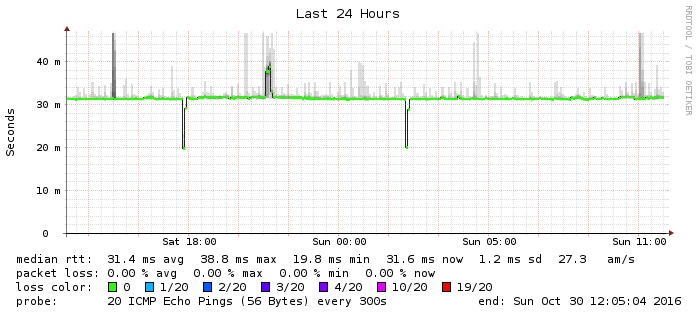 Last 24 Hours
RRDTOOL / TOBI OETIKER
Seconds
40 m
30 m
20 m
10 m
0
Sat 18:00 Sun 00:00 Sun 05:00 Sun 11:00
median rtt: 31.4 ms avg 38.8 ms max 19.8 ms min 31.6 ms now 1.2 ms sd 27.3 am/s
packet loss: 0.00 % avg 0.00 % max 0.00 % min 0.00 % now
loss color: 0 1/20 2/20 3/20 4/20 10/20 19/20
probe: 20 ICMP Echo Pings (56 Bytes) every 300s end: Sun Oct 30 12:05:04 2016